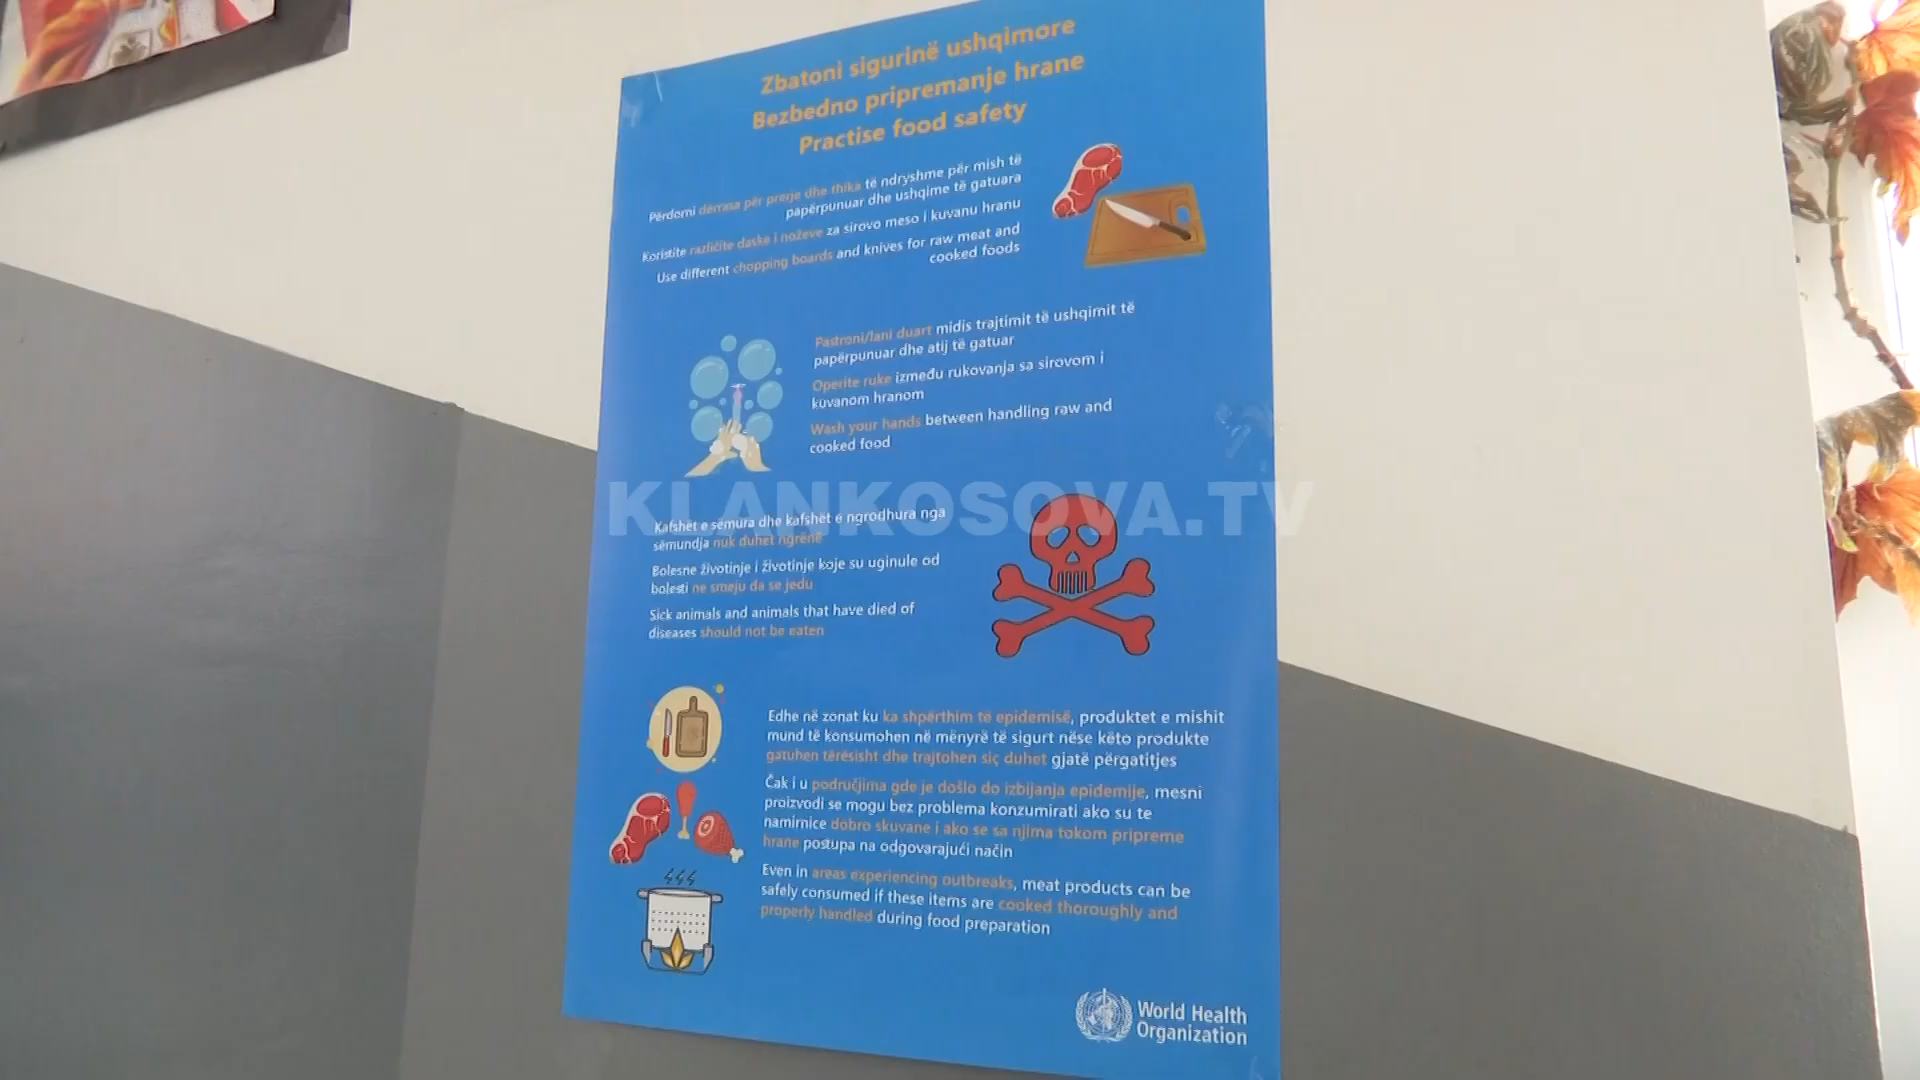 Zbatoni sigurinë ushqimore
Bezbedno pripremanje hrane
Practise food safety
Përdorni dërrasa për prerje dhe thika të ndryshme për mish të
papërpunuar dhe ushqime të gatuara
Koristite različite daske i noževe za sirovo meso i kuvanu hranu
Use different chopping boards and knives for raw meat and
cooked foods
Pastroni/lani duart midis trajtimit të ushqimit të
papërpunuar dhe atij të gatuar
Operite ruke između rukovanja sa sirovom i
kuvanom hranom
Wash your hands between handling raw and
cooked food
KLANKOSOVA.TV
Kafshët e sëmura dhe kafshët e ngrodhura nga
sëmundja nuk duhet ngrënë
Bolesne životinje i životinje koje su uginule od
bolesti ne smeju da se jedu
Sick animals and animals that have died of
diseases should not be eaten
Edhe në zonat ku ka shpërthim të epidemisë, produktet e mishit
mund të konsumohen në mënyrë të sigurt nëse këto produkte
gatuhen tërësisht dhe trajtohen siç duhet gjatë përgatitjes
Čak i u područjima gde je došlo do izbijanja epidemije, mesni
proizvodi se mogu bez problema konzumirati ako su te
namirnice dobro skuvane i ako se sa njima tokom pripreme
hrane postupa na odgovarajući način
Even in areas experiencing outbreaks, meat products can be
safely consumed if these items are cooked thoroughly and
properly handled during food preparation
World Health
Organization